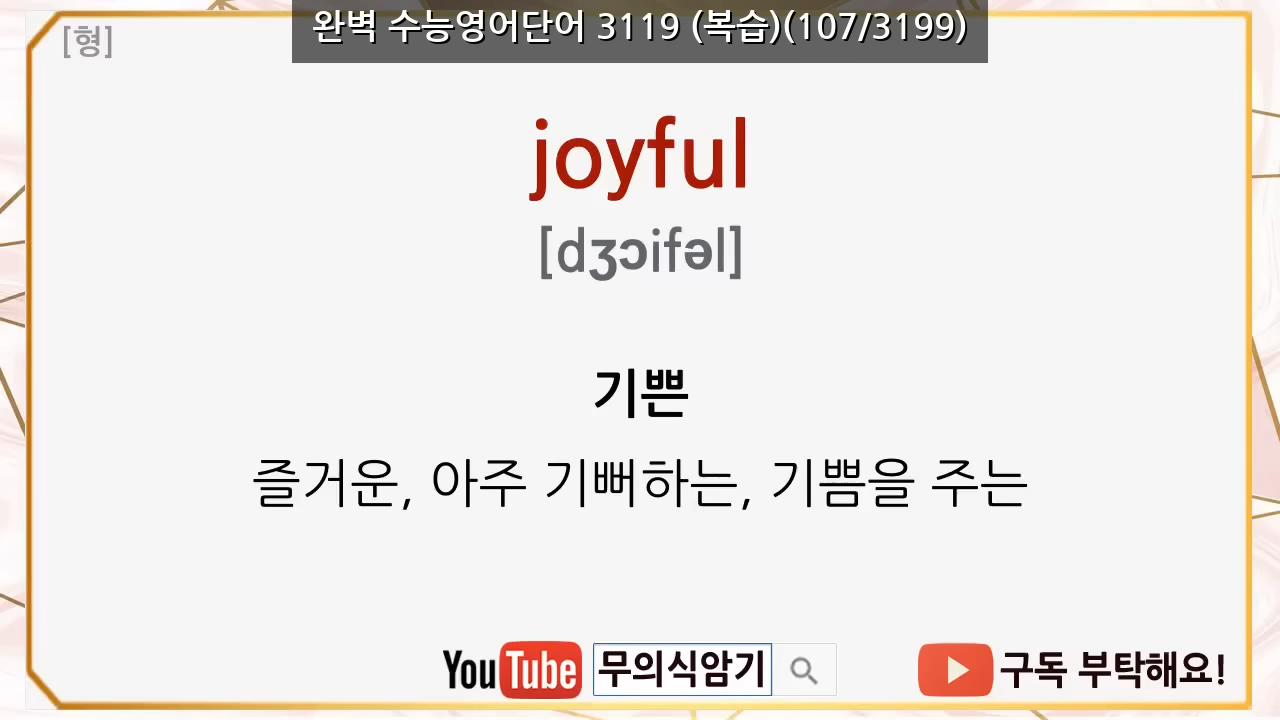 완벽 수능영어단어 3119 (복습)(107/3199)
[형]
joyful
[dʒɔifəl]
기쁜
즐거운, 아주 기뻐하는, 기쁨을 주는
YouTube 무의식암기 구독 부탁해요!